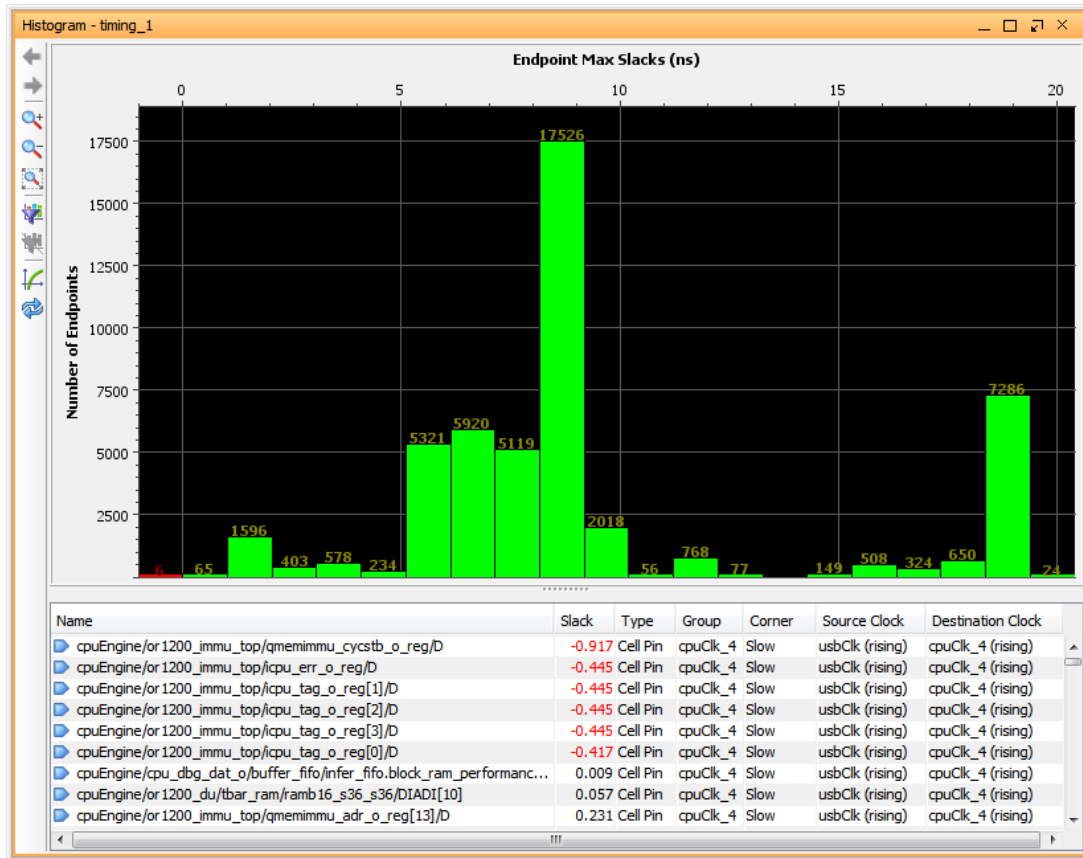 Histogram - timing_1
Endpoint Max Slacks (ns)
0 5 10 15 20
Number of Endpoints
17500
15000
12500
10000
7500
5000
2500
6 65 1596 403 578 234 5321 5920 5119 17526 2018 56 768 77 149 508 324 650 7286 24
Name Slack Type Group Corner Source Clock Destination Clock
cpuEngine/or1200_immu_top/qmemimmu_cycstb_o_reg/D -0.917 Cell Pin cpuClk_4 Slow usbClk (rising) cpuClk_4 (rising)
cpuEngine/or1200_immu_top/icpu_err_o_reg/D -0.445 Cell Pin cpuClk_4 Slow usbClk (rising) cpuClk_4 (rising)
cpuEngine/or1200_immu_top/icpu_tag_o_reg[1]/D -0.445 Cell Pin cpuClk_4 Slow usbClk (rising) cpuClk_4 (rising)
cpuEngine/or1200_immu_top/icpu_tag_o_reg[2]/D -0.445 Cell Pin cpuClk_4 Slow usbClk (rising) cpuClk_4 (rising)
cpuEngine/or1200_immu_top/icpu_tag_o_reg[3]/D -0.445 Cell Pin cpuClk_4 Slow usbClk (rising) cpuClk_4 (rising)
cpuEngine/or1200_immu_top/icpu_tag_o_reg[0]/D -0.417 Cell Pin cpuClk_4 Slow usbClk (rising) cpuClk_4 (rising)
cpuEngine/cpu_dbg_dat_o/buffer_fifo/infer_fifo.block_ram_performanc... 0.009 Cell Pin cpuClk_4 Slow usbClk (rising) cpuClk_4 (rising)
cpuEngine/or1200_du/tbar_ram/ramb16_s36_s36/DIADI[10] 0.057 Cell Pin cpuClk_4 Slow usbClk (rising) cpuClk_4 (rising)
cpuEngine/or1200_immu_top/qmemimmu_adr_o_reg[13]/D 0.231 Cell Pin cpuClk_4 Slow usbClk (rising) cpuClk_4 (rising)